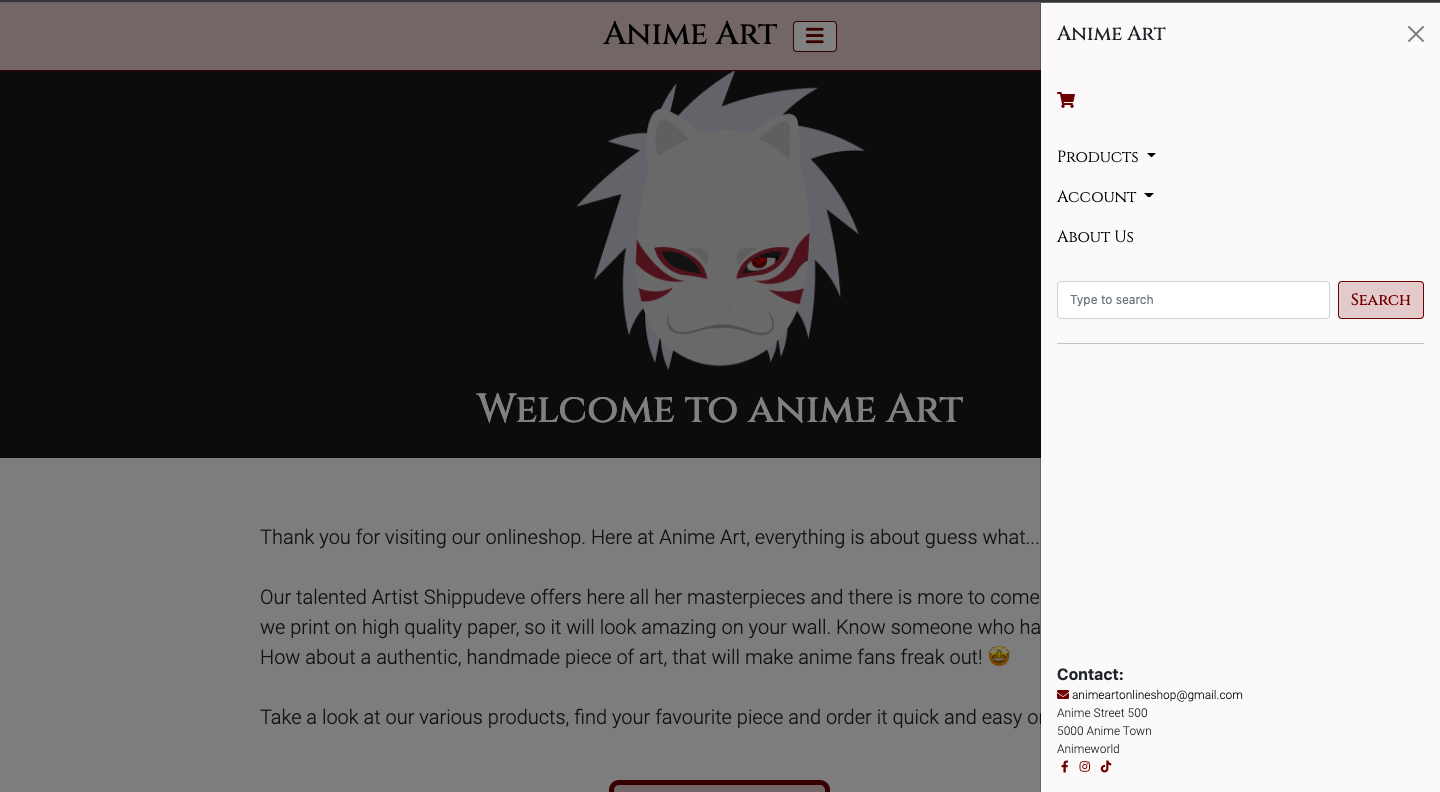 Anime Art
Welcome to anime Art
Thank you for visiting our onlineshop. Here at Anime Art, everything is about guess what...
Our talented Artist Shippudeve offers here all her masterpieces and there is more to come
we print on high quality paper, so it will look amazing on your wall. Know someone who ha
How about a authentic, handmade piece of art, that will make anime fans freak out! 🤩
Take a look at our various products, find your favourite piece and order it quick and easy
Anime Art
Products
Account
About Us
Type to search
Search
Contact:
animeartonlineshop@gmail.com
Anime Street 500
5000 Anime Town
Animeworld